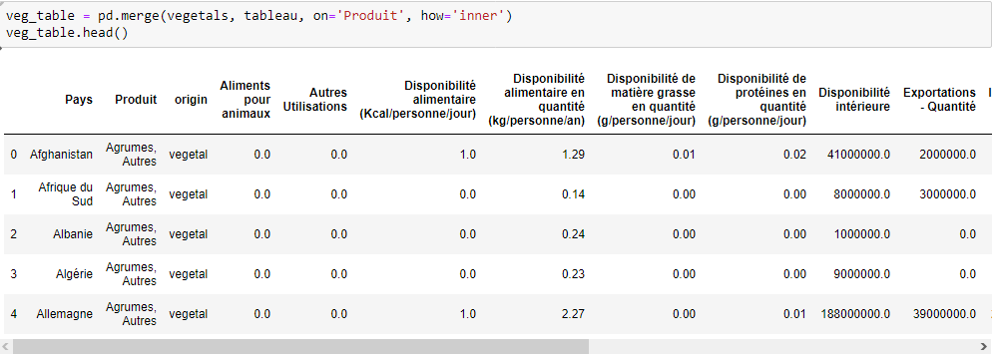 veg_table = pd.merge(vegetals, tableau, on='Produit', how='inner')
veg_table.head()
Pays Produit origin Aliments pour animaux Autres Utilisations Disponibilité alimentaire (Kcal/personne/jour) Disponibilité alimentaire en quantité (kg/personne/an) Disponibilité de matière grasse en quantité (g/personne/jour) Disponibilité de protéines en quantité (g/personne/jour) Disponibilité intérieure Exportations - Quantité
0 Afghanistan Agrumes, Autres vegetal 0.0 0.0 1.0 1.29 0.01 0.02 41000000.0 2000000.0
1 Afrique du Sud Agrumes, Autres vegetal 0.0 0.0 0.0 0.14 0.00 0.00 8000000.0 3000000.0
2 Albanie Agrumes, Autres vegetal 0.0 0.0 0.0 0.24 0.00 0.00 1000000.0 0.0
3 Algérie Agrumes, Autres vegetal 0.0 0.0 0.0 0.23 0.00 0.00 9000000.0 0.0
4 Allemagne Agrumes, Autres vegetal 0.0 0.0 1.0 2.27 0.00 0.01 188000000.0 39000000.0